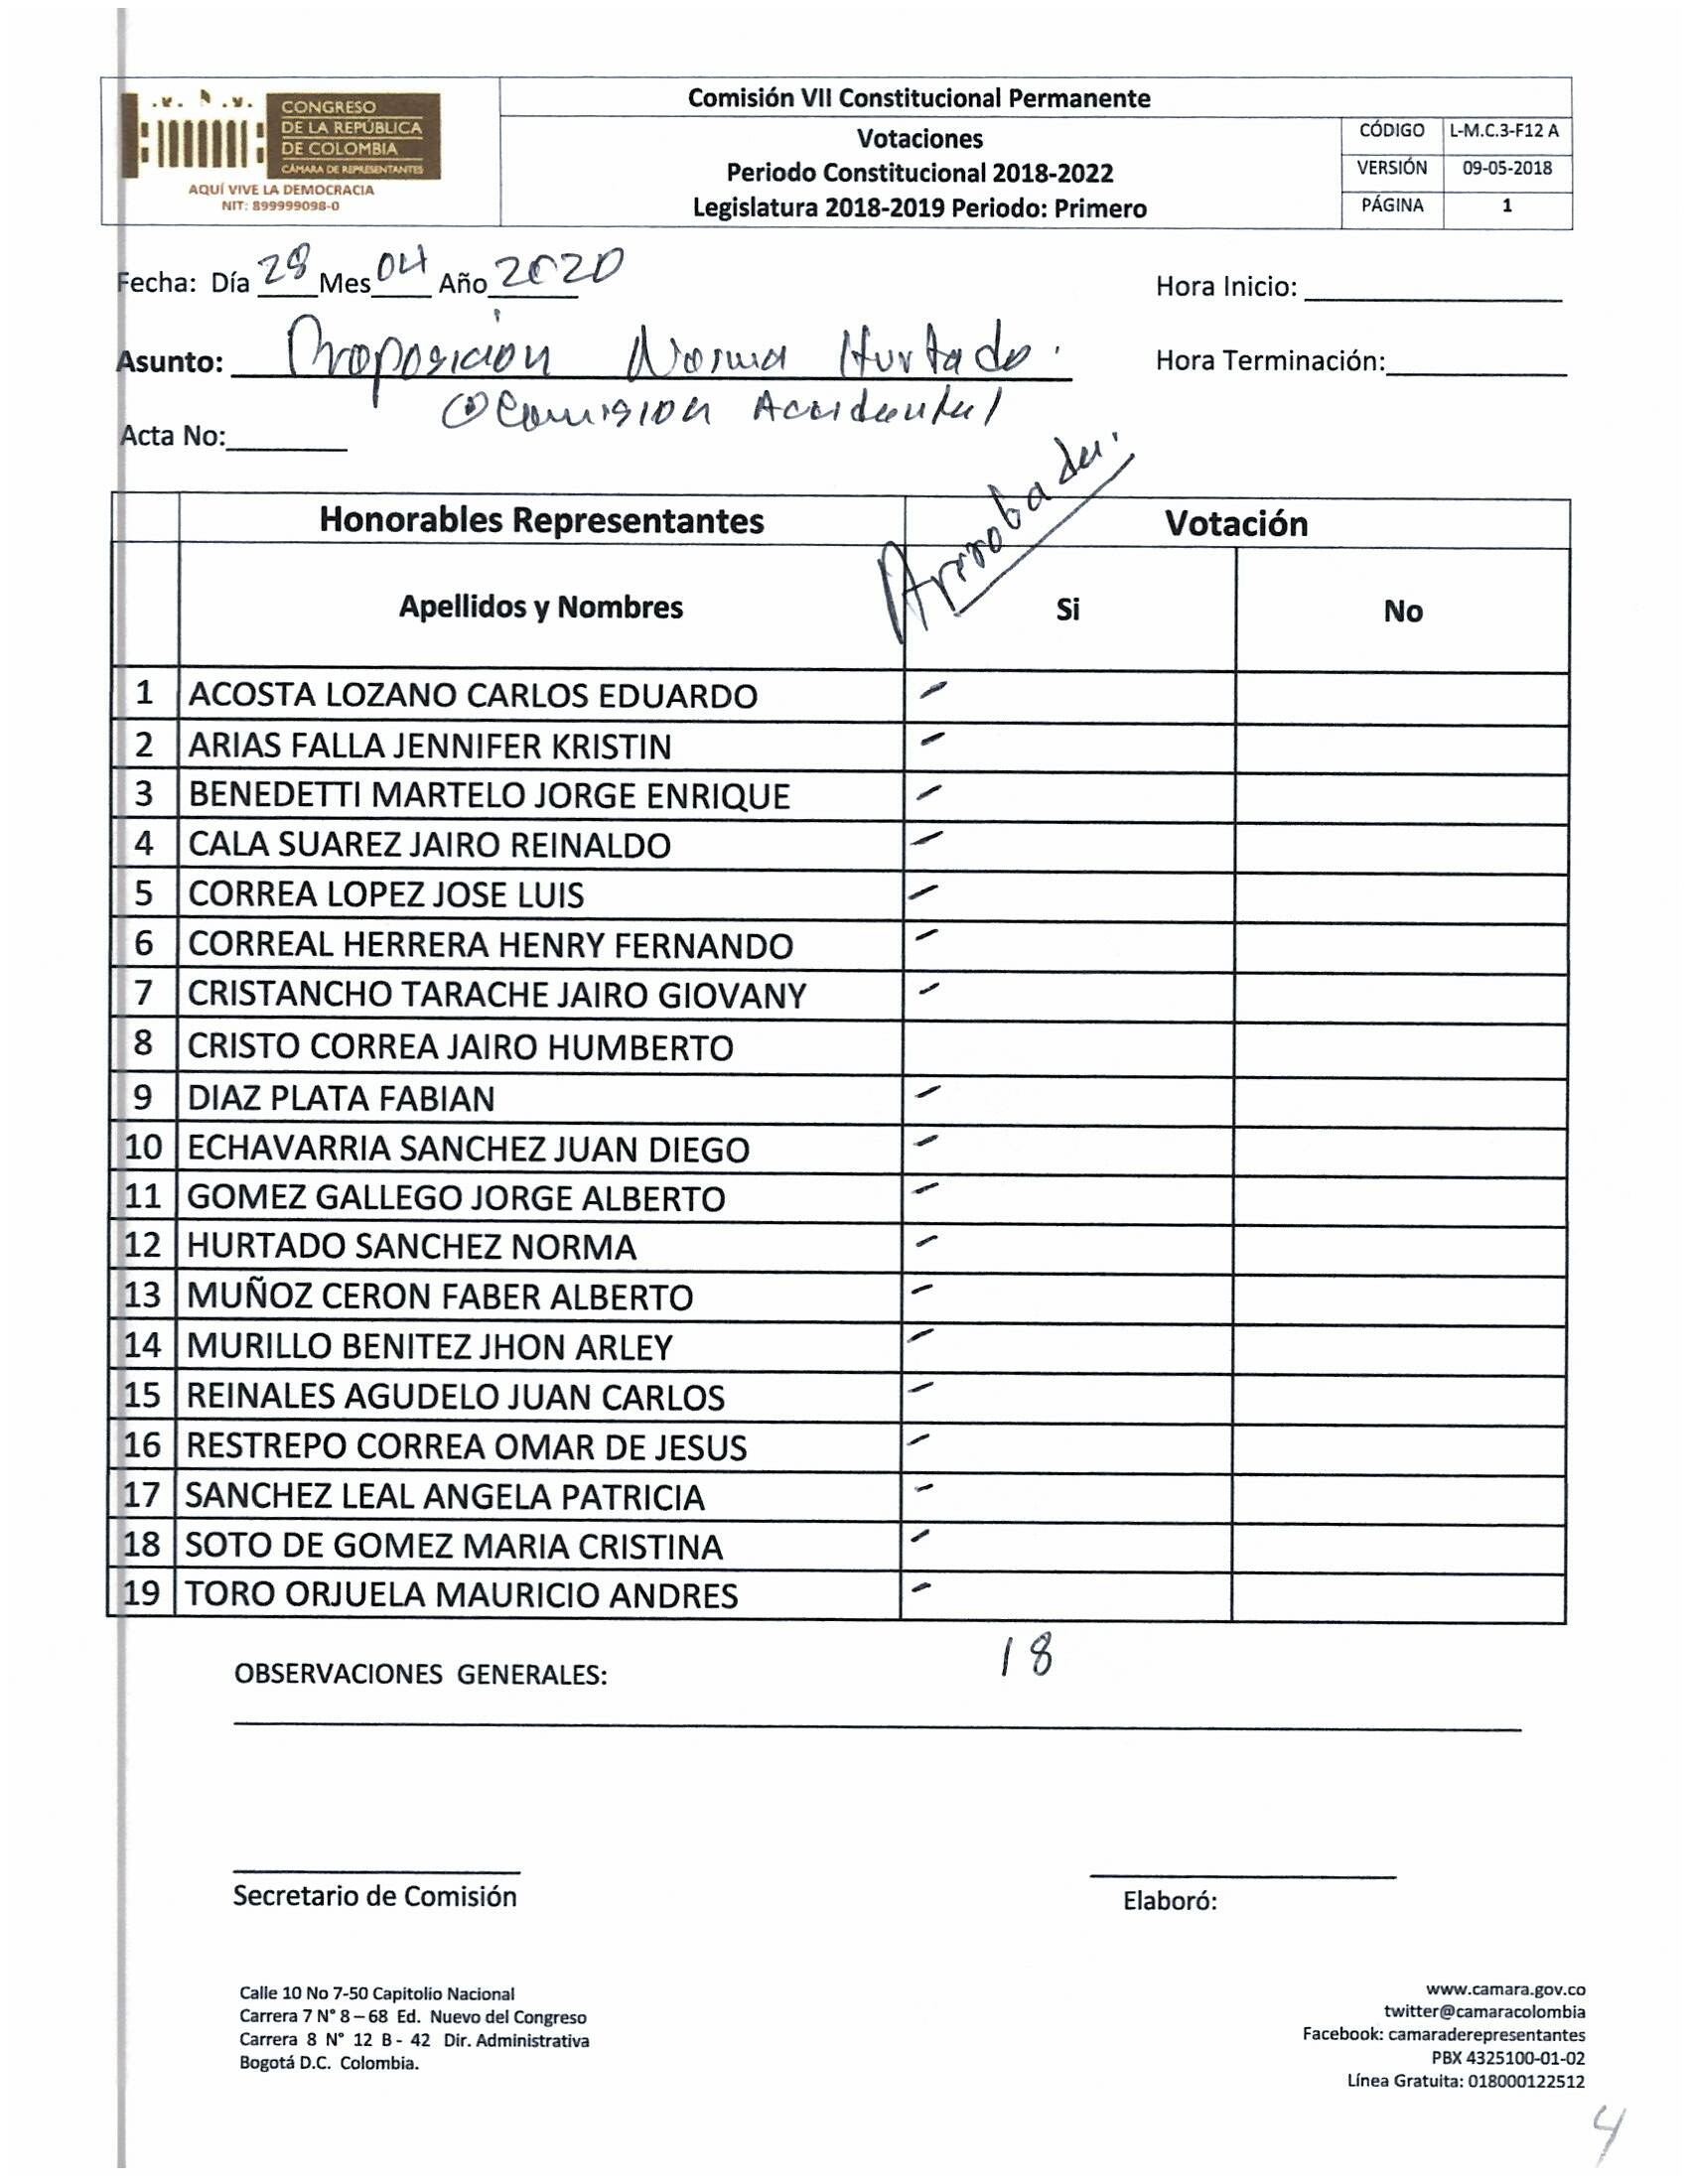 CONGRESO
DE LA REPÚBLICA
DE COLOMBIA
CÁMARA DE REPRESENTANTES
AQUÍ VIVE LA DEMOCRACIA
NIT: 899999098-0
Comisión VII Constitucional Permanente
Votaciones
Periodo Constitucional 2018-2022
Legislatura 2018-2019 Periodo: Primero
CÓDIGO L-M.C.3-F12 A
VERSIÓN 09-05-2018
PÁGINA 1
Fecha: Día 28 Mes 04 Año 2020
Hora Inicio:
Asunto: Proposicion Norma Hurtado.
Hora Terminación:
Comision Accidental
Acta No:
Aprobada.
Honorables Representantes Votación
Apellidos y Nombres Si No
1 ACOSTA LOZANO CARLOS EDUARDO -
2 ARIAS FALLA JENNIFER KRISTIN -
3 BENEDETTI MARTELO JORGE ENRIQUE -
4 CALA SUAREZ JAIRO REINALDO -
5 CORREA LOPEZ JOSE LUIS -
6 CORREAL HERRERA HENRY FERNANDO -
7 CRISTANCHO TARACHE JAIRO GIOVANY -
8 CRISTO CORREA JAIRO HUMBERTO
9 DIAZ PLATA FABIAN -
10 ECHAVARRIA SANCHEZ JUAN DIEGO -
11 GOMEZ GALLEGO JORGE ALBERTO -
12 HURTADO SANCHEZ NORMA -
13 MUÑOZ CERON FABER ALBERTO -
14 MURILLO BENITEZ JHON ARLEY -
15 REINALES AGUDELO JUAN CARLOS -
16 RESTREPO CORREA OMAR DE JESUS -
17 SANCHEZ LEAL ANGELA PATRICIA -
18 SOTO DE GOMEZ MARIA CRISTINA -
19 TORO ORJUELA MAURICIO ANDRES -
18
OBSERVACIONES GENERALES:
Secretario de Comisión
Elaboró:
Calle 10 No 7-50 Capitolio Nacional
Carrera 7 N° 8 – 68 Ed. Nuevo del Congreso
Carrera 8 N° 12 B - 42 Dir. Administrativa
Bogotá D.C. Colombia.
www.camara.gov.co
twitter@camaracolombia
Facebook: camaraderepresentantes
PBX 4325100-01-02
Línea Gratuita: 018000122512
4